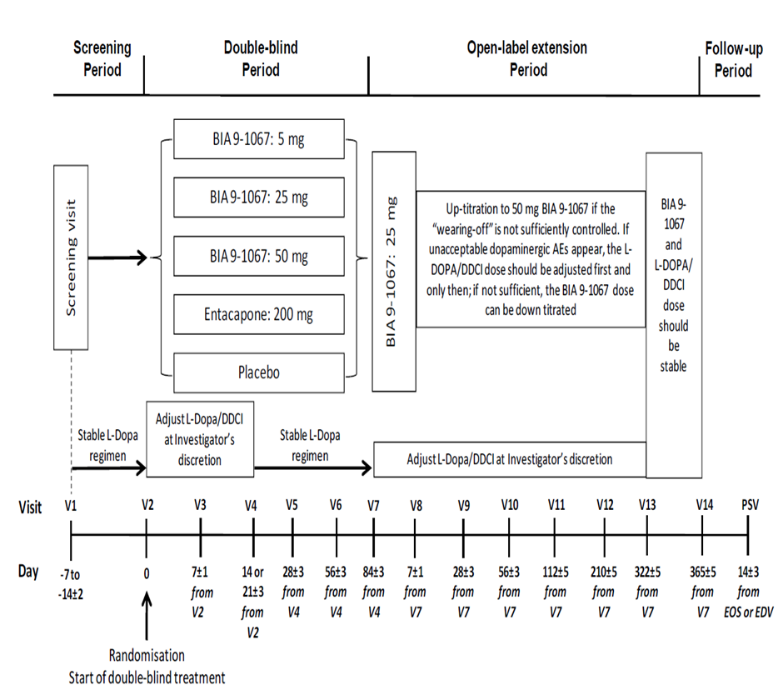 Screening
Period
Double-blind
Period
Open-label extension
Period
Follow-up
Period
Screening visit
BIA 9-1067: 5 mg
BIA 9-1067: 25 mg
BIA 9-1067: 50 mg
Entacapone: 200 mg
Placebo
BIA 9-1067: 25 mg
Up-titration to 50 mg BIA 9-1067 if the
“wearing-off” is not sufficiently controlled. If
unacceptable dopaminergic AEs appear, the L-
DOPA/DDCI dose should be adjusted first and
only then; if not sufficient, the BIA 9-1067 dose
can be down titrated
BIA 9-
1067
and
L-DOPA/
DDCI
dose
should
be
stable
Stable L-Dopa
regimen
Adjust L-Dopa/DDCI
at Investigator's
discretion
Stable L-Dopa
regimen
Adjust L-Dopa/DDCI at Investigator's discretion
Visit V1 V2 V3 V4 V5 V6 V7 V8 V9 V10 V11 V12 V13 V14 PSV
Day -7 to 0 7±1 14 or 28±3 56±3 84±3 7±1 28±3 56±3 112±5 210±5 322±5 365±5 14±3
-14±2 from 21±3 from from from from from from from from from from from
V2 from V4 V4 V4 V7 V7 V7 V7 V7 V7 V7 EOS or EDV
V2
Randomisation
Start of double-blind treatment